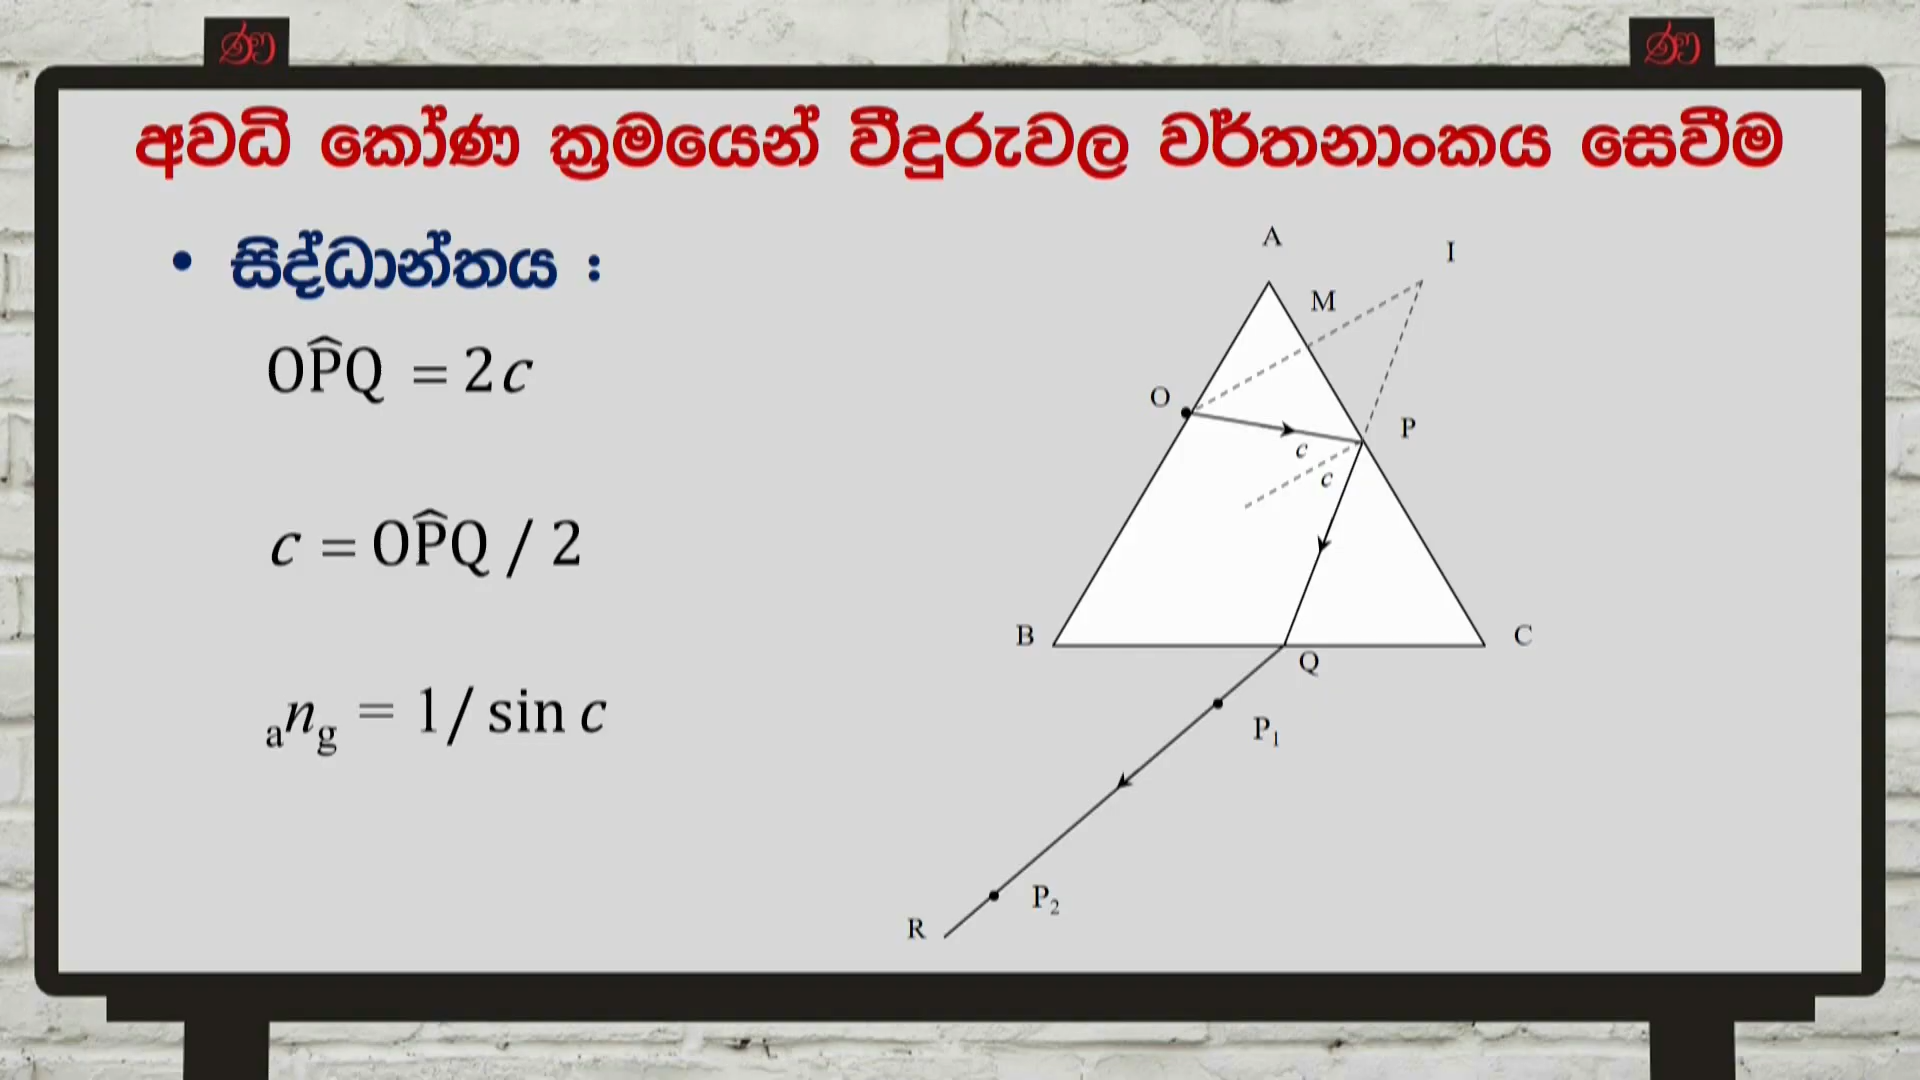 අවධි කෝණ ක්‍රමයෙන් වීදුරුවල වර්තනාංකය සෙවීම
• සිද්ධාන්තය :
OP̂Q = 2c
c = OP̂Q / 2
ₐn_g = 1/ sin c
A
I
M
O
P
c
c
B
C
Q
P₁
P₂
R